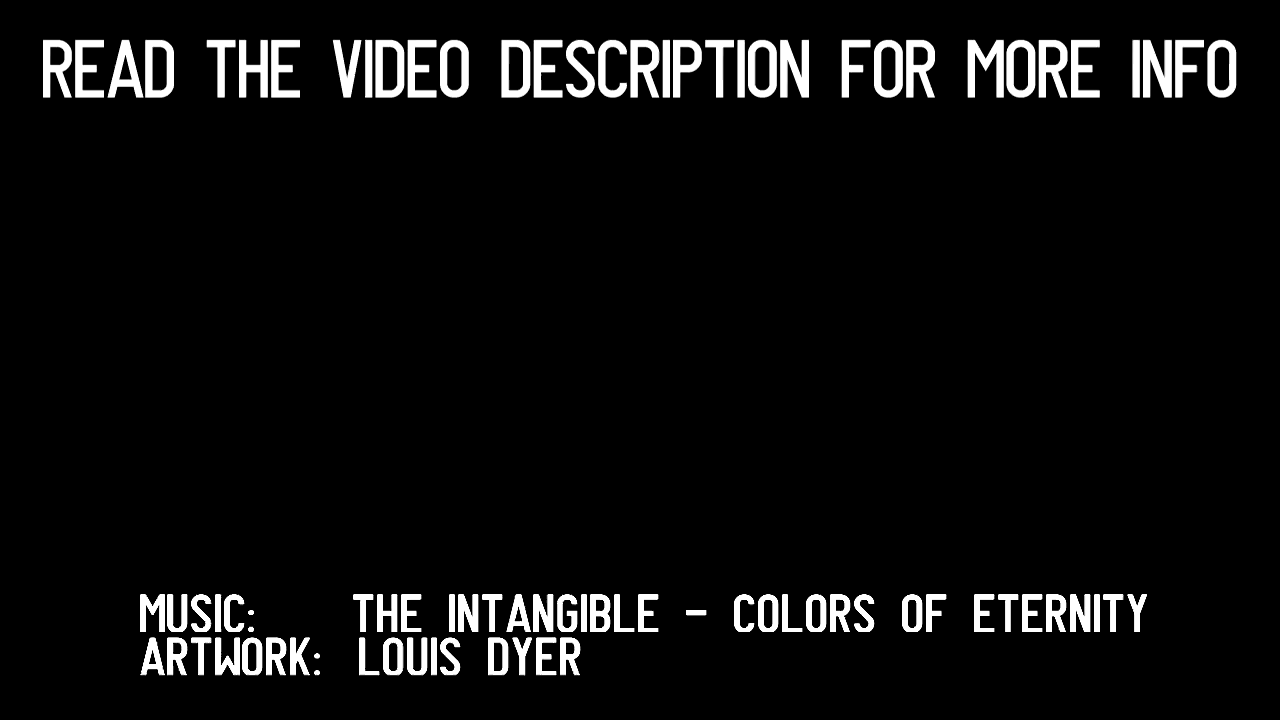 READ THE VIDEO DESCRIPTION FOR MORE INFO
MUSIC: THE INTANGIBLE - COLORS OF ETERNITY
ARTWORK: LOUIS DYER